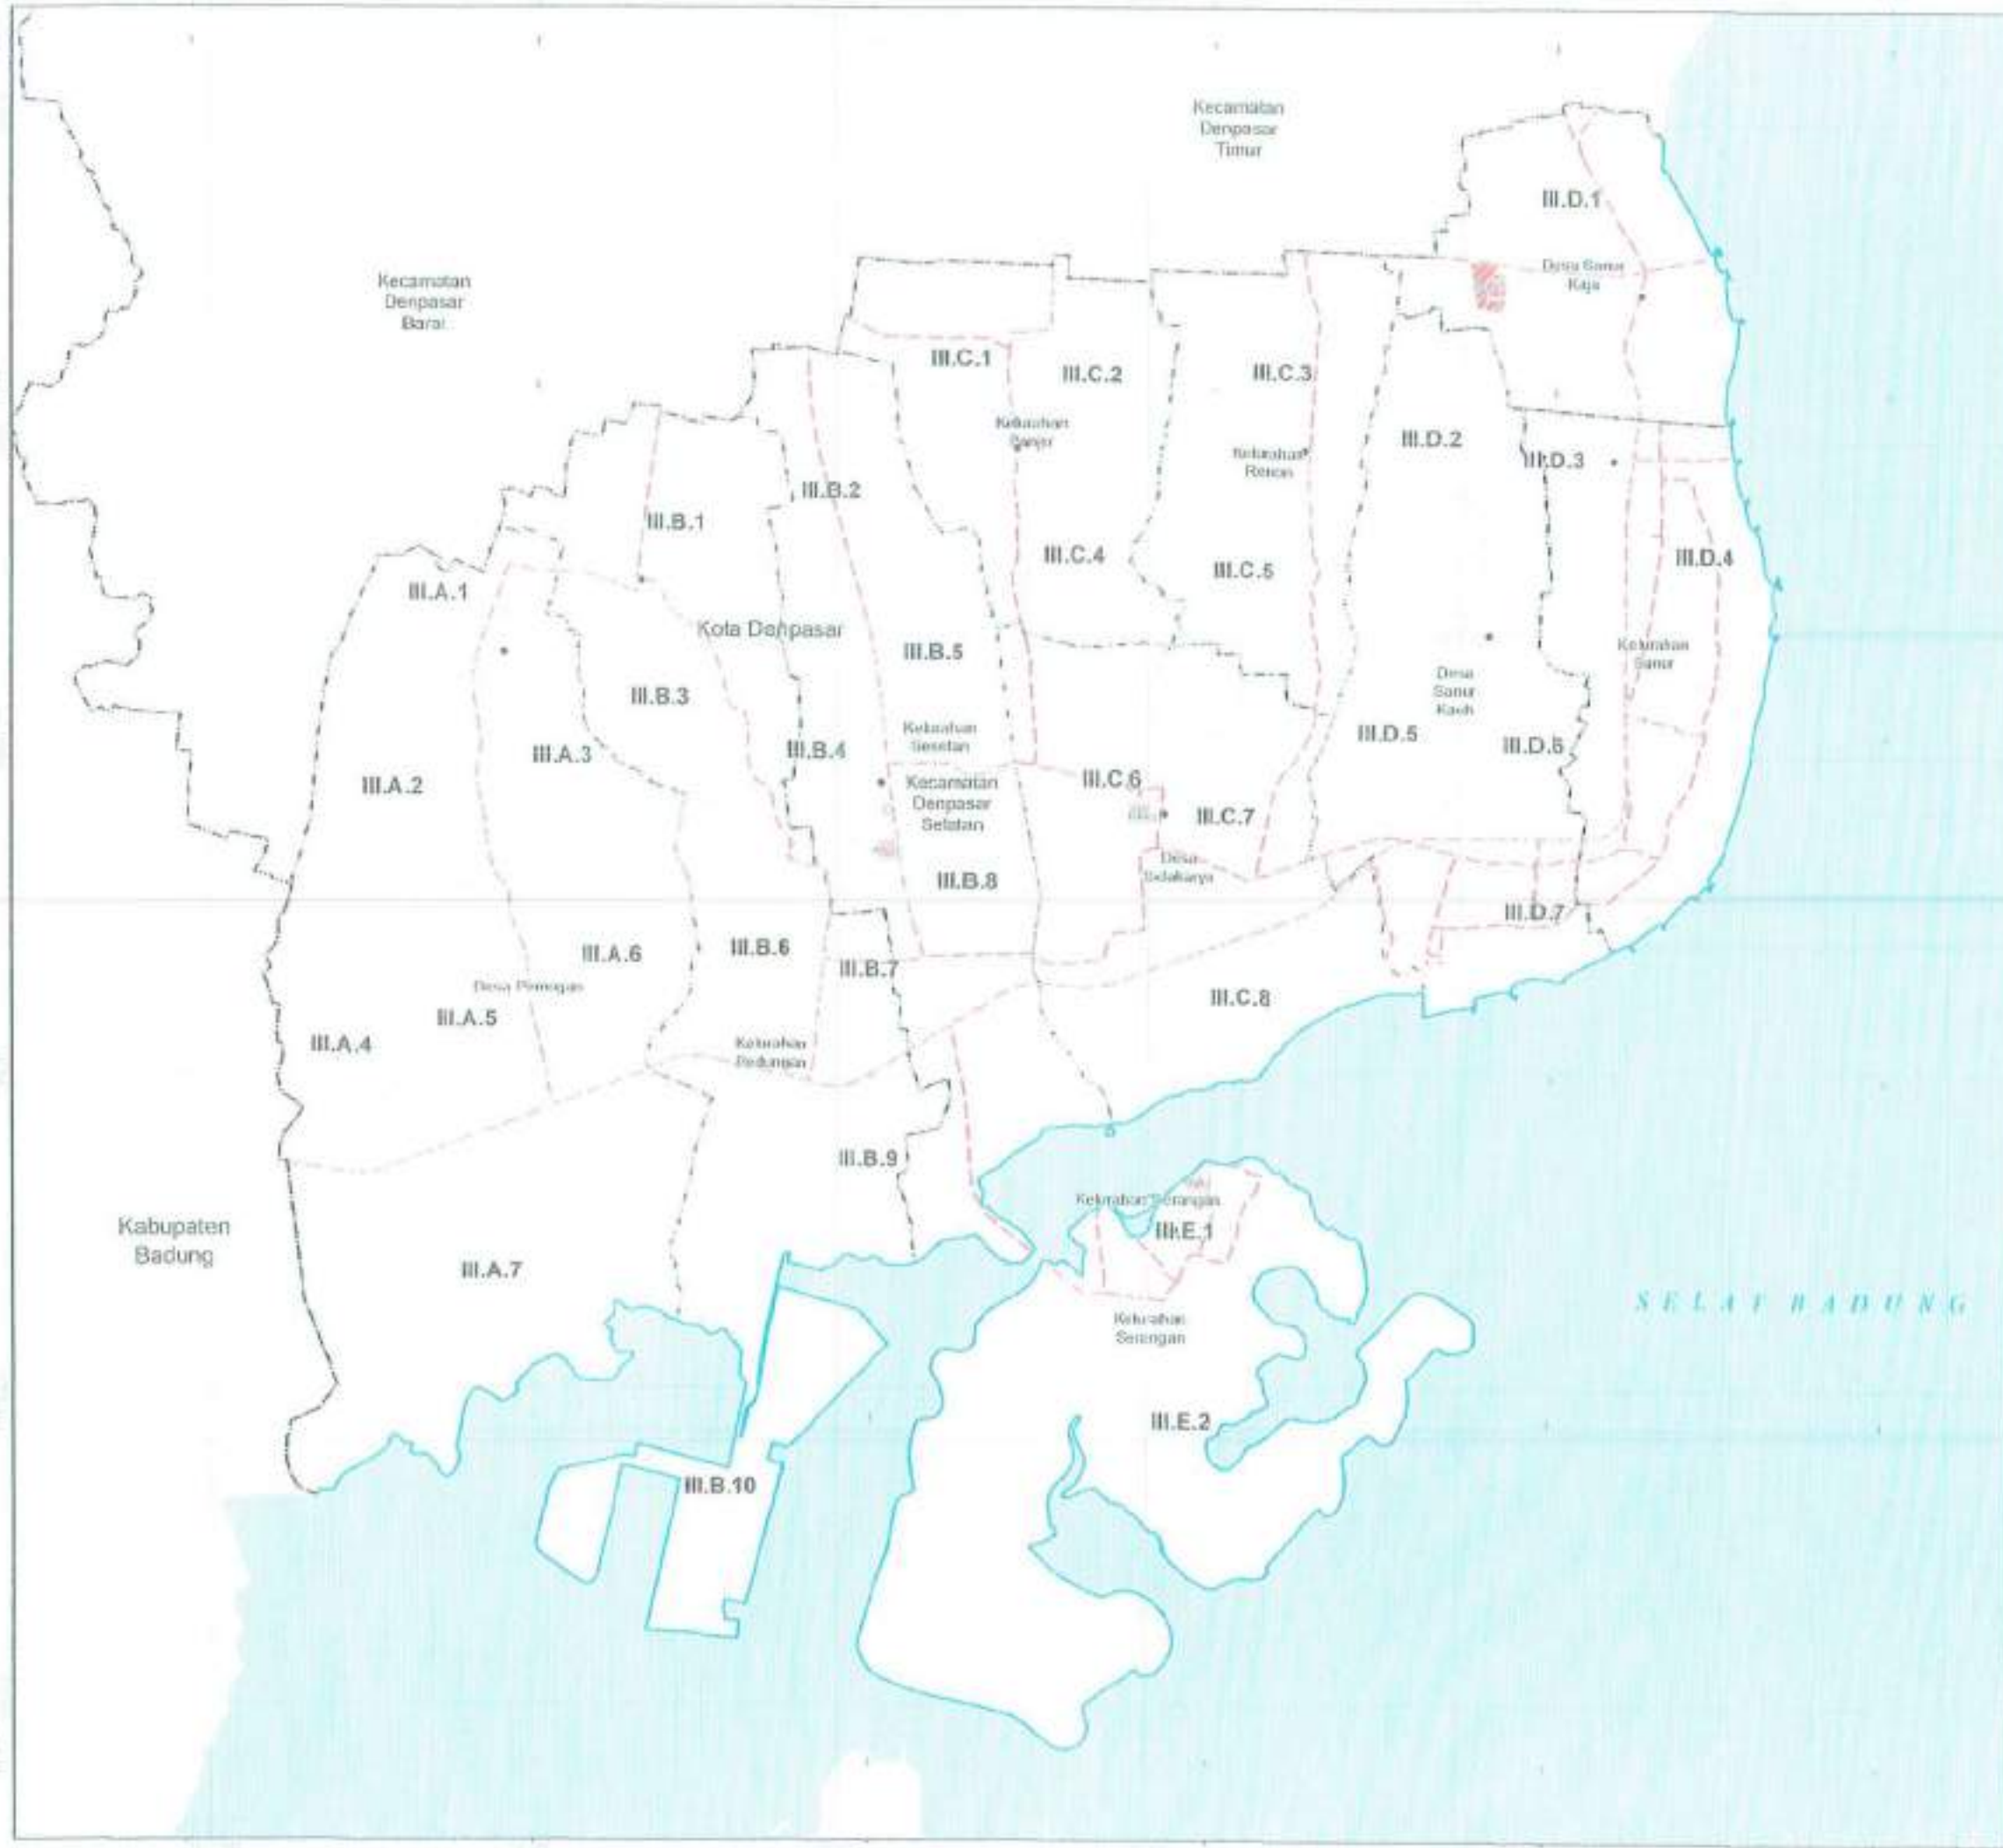 Kecamatan
Denpasar
Timur
III.D.1
Desa Sanur
Kaja
Kecamatan
Denpasar
Barat
III.C.1
III.C.2
III.C.3
III.D.2
Kelurahan
Panjer
Kelurahan
Renon
III.D.3
III.B.2
III.B.1
III.C.4
III.C.5
III.D.4
III.A.1
Kota Denpasar
III.B.5
Kelurahan
Sanur
Desa
Sanur
Kauh
III.B.3
Kelurahan
Sesetan
III.D.5
III.D.6
III.A.3
III.B.4
III.A.2
Kecamatan
Denpasar
Selatan
III.C.6
III.C.7
Desa
Sidakarya
III.B.8
III.D.7
III.A.6
III.B.6
III.B.7
Desa Pemogan
III.C.8
III.A.5
III.A.4
Kelurahan
Pedungan
III.B.9
Kelurahan Serangan
III.E.1
Kabupaten
Badung
III.A.7
SELAT BADUNG
Kelurahan
Serangan
III.E.2
III.B.10